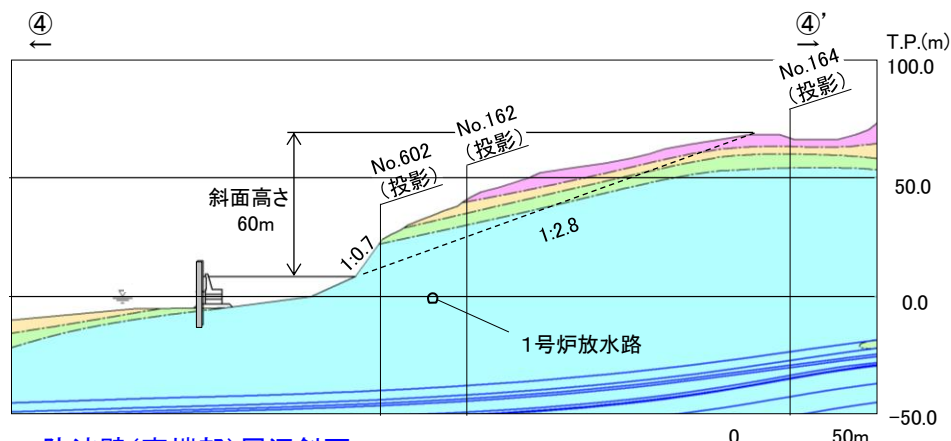 ④
←
④’
→
T.P.(m)
100.0
No.164
(投影)
No.162
(投影)
No.602
(投影)
50.0
斜面高さ
60m
1:0.7
1:2.8
0.0
1号炉放水路
-50.0
0
50m